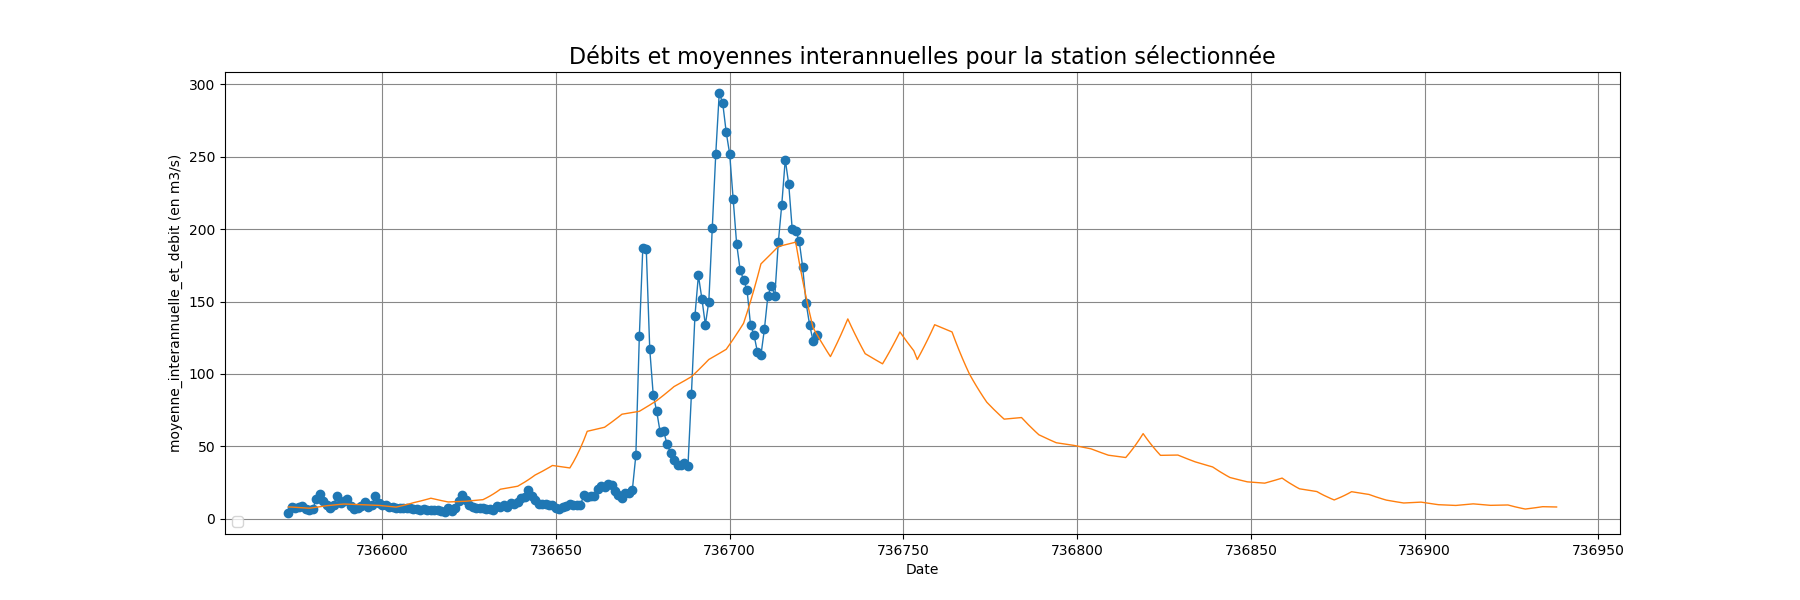 Débits et moyennes interannuelles pour la station sélectionnée
moyenne_interannuelle_et_debit (en m3/s)
300
250
200
150
100
50
0
736600 736650 736700 736750 736800 736850 736900 736950
Date